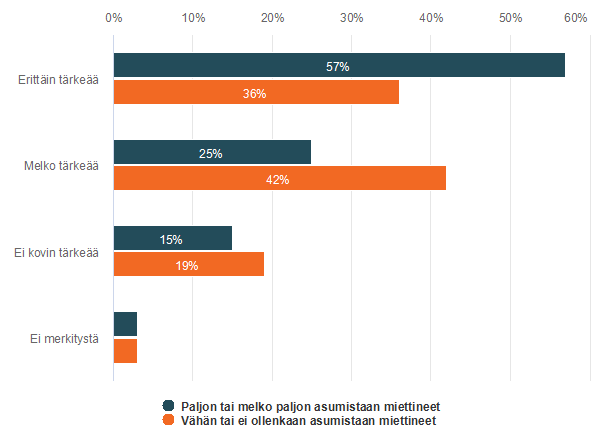 0% 10% 20% 30% 40% 50% 60%
Erittäin tärkeää
57%
36%
Melko tärkeää
25%
42%
Ei kovin tärkeää
15%
19%
Ei merkitystä
Paljon tai melko paljon asumistaan miettineet
Vähän tai ei ollenkaan asumistaan miettineet